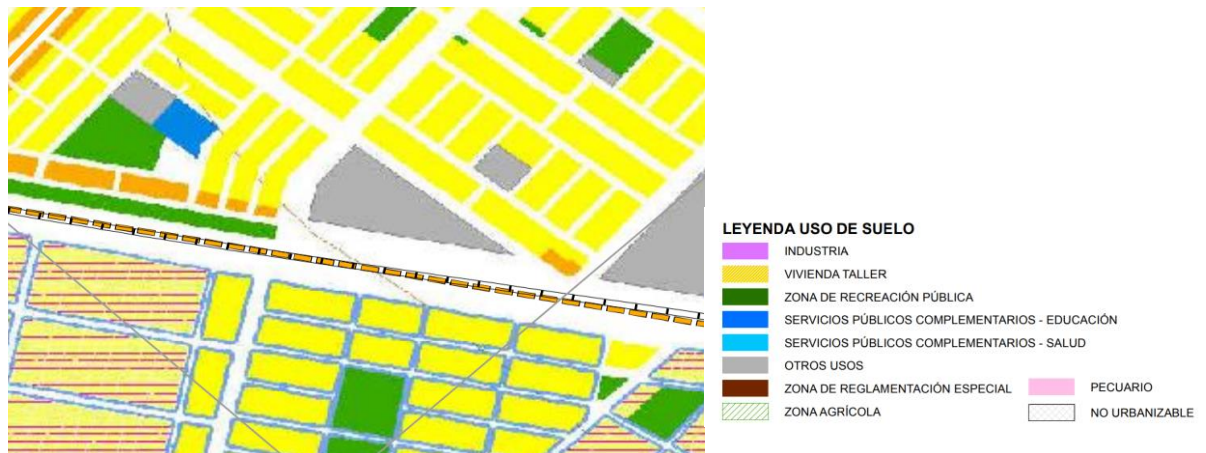 LEYENDA USO DE SUELO
INDUSTRIA
VIVIENDA TALLER
ZONA DE RECREACIÓN PÚBLICA
SERVICIOS PÚBLICOS COMPLEMENTARIOS - EDUCACIÓN
SERVICIOS PÚBLICOS COMPLEMENTARIOS - SALUD
OTROS USOS
ZONA DE REGLAMENTACIÓN ESPECIAL
PECUARIO
ZONA AGRÍCOLA
NO URBANIZABLE